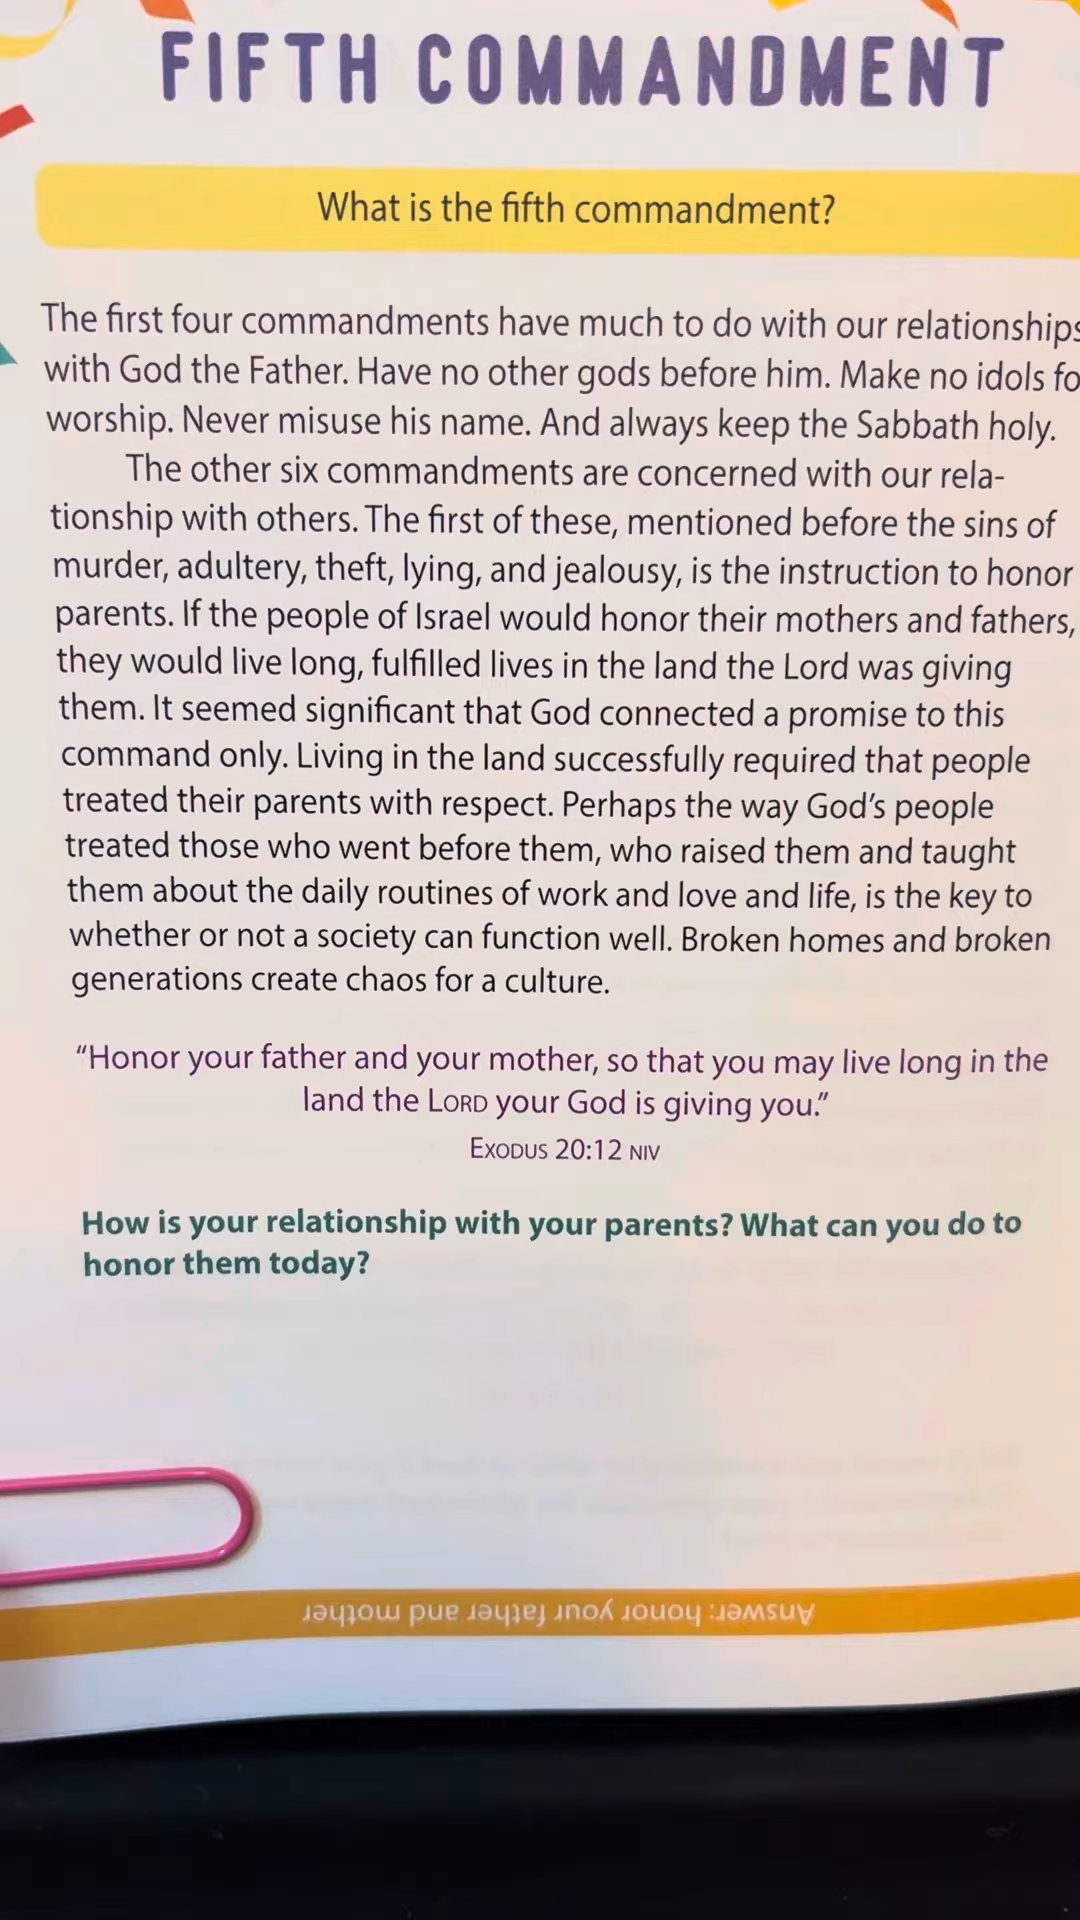 FIFTH COMMANDMENT
What is the fifth commandment?
The first four commandments have much to do with our relationships
with God the Father. Have no other gods before him. Make no idols fo
worship. Never misuse his name. And always keep the Sabbath holy.
The other six commandments are concerned with our rela-
tionship with others. The first of these, mentioned before the sins of
murder, adultery, theft, lying, and jealousy, is the instruction to honor
parents. If the people of Israel would honor their mothers and fathers,
they would live long, fulfilled lives in the land the Lord was giving
them. It seemed significant that God connected a promise to this
command only. Living in the land successfully required that people
treated their parents with respect. Perhaps the way God's people
treated those who went before them, who raised them and taught
them about the daily routines of work and love and life, is the key to
whether or not a society can function well. Broken homes and broken
generations create chaos for a culture.
"Honor your father and your mother, so that you may live long in the
land the LORD your God is giving you."
EXODUS 20:12 NIV
How is your relationship with your parents? What can you do to
honor them today?
Answer: honor your father and mother